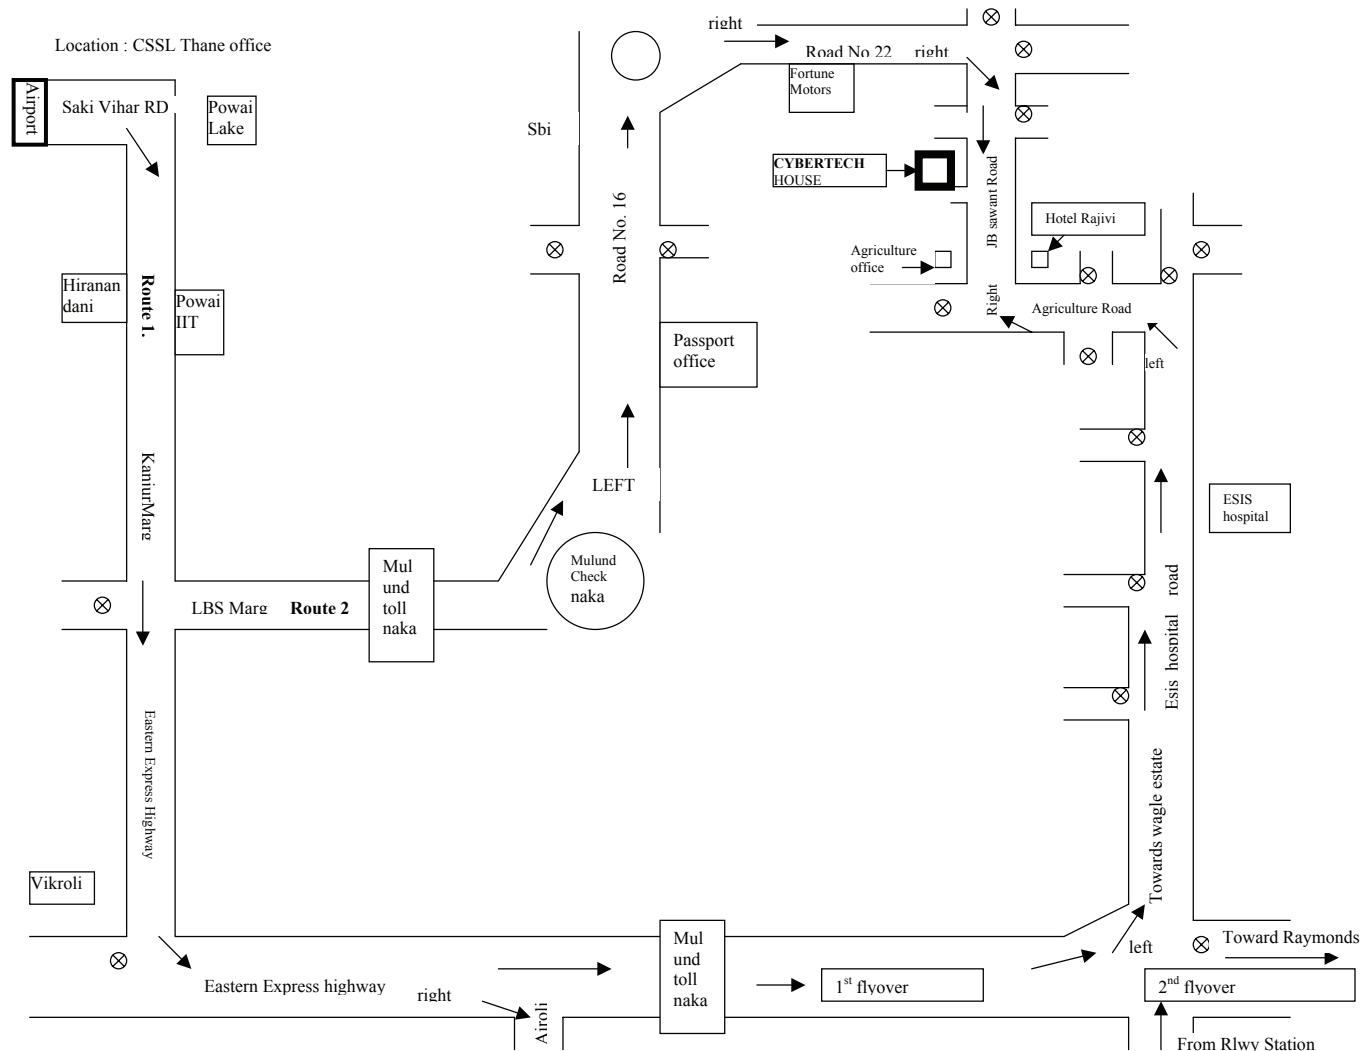 Location : CSSL Thane office
Airport
Saki Vihar RD
Powai
Lake
Hiranan
dani
Route 1.
Powai
IIT
KanjurMarg
LBS Marg
Route 2
Mul
und
toll
naka
Mulund
Check
naka
LEFT
Road No. 16
Sbi
Passport
office
right
Road No 22
right
Fortune
Motors
CYBERTECH
HOUSE
JB sawant Road
Hotel Rajivi
Agriculture
office
Right
Agriculture Road
left
ESIS
hospital
Esis hospital road
Towards wagle estate
Eastern Express Highway
Vikroli
Eastern Express highway
right
Airoli
Mul
und
toll
naka
1st flyover
left
Toward Raymonds
2nd flyover
From Rlwy Station